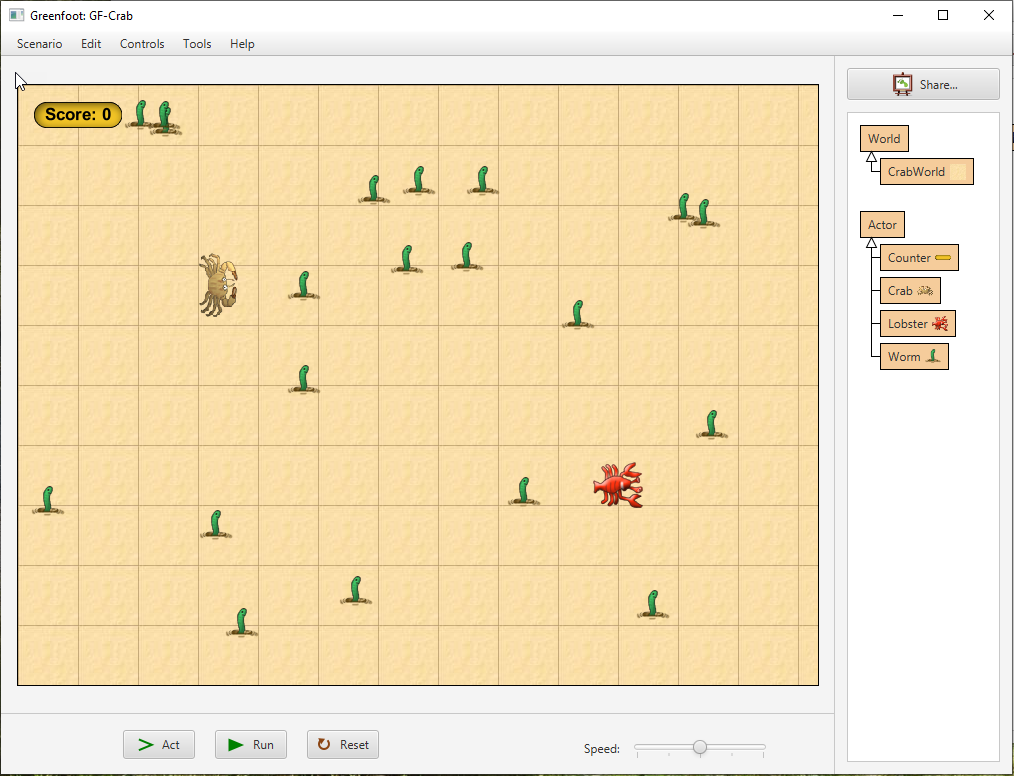 Greenfoot: GF-Crab
Scenario Edit Controls Tools Help
Share...
Score: 0
World
CrabWorld
Actor
Counter
Crab
Lobster
Worm
Act Run Reset Speed: